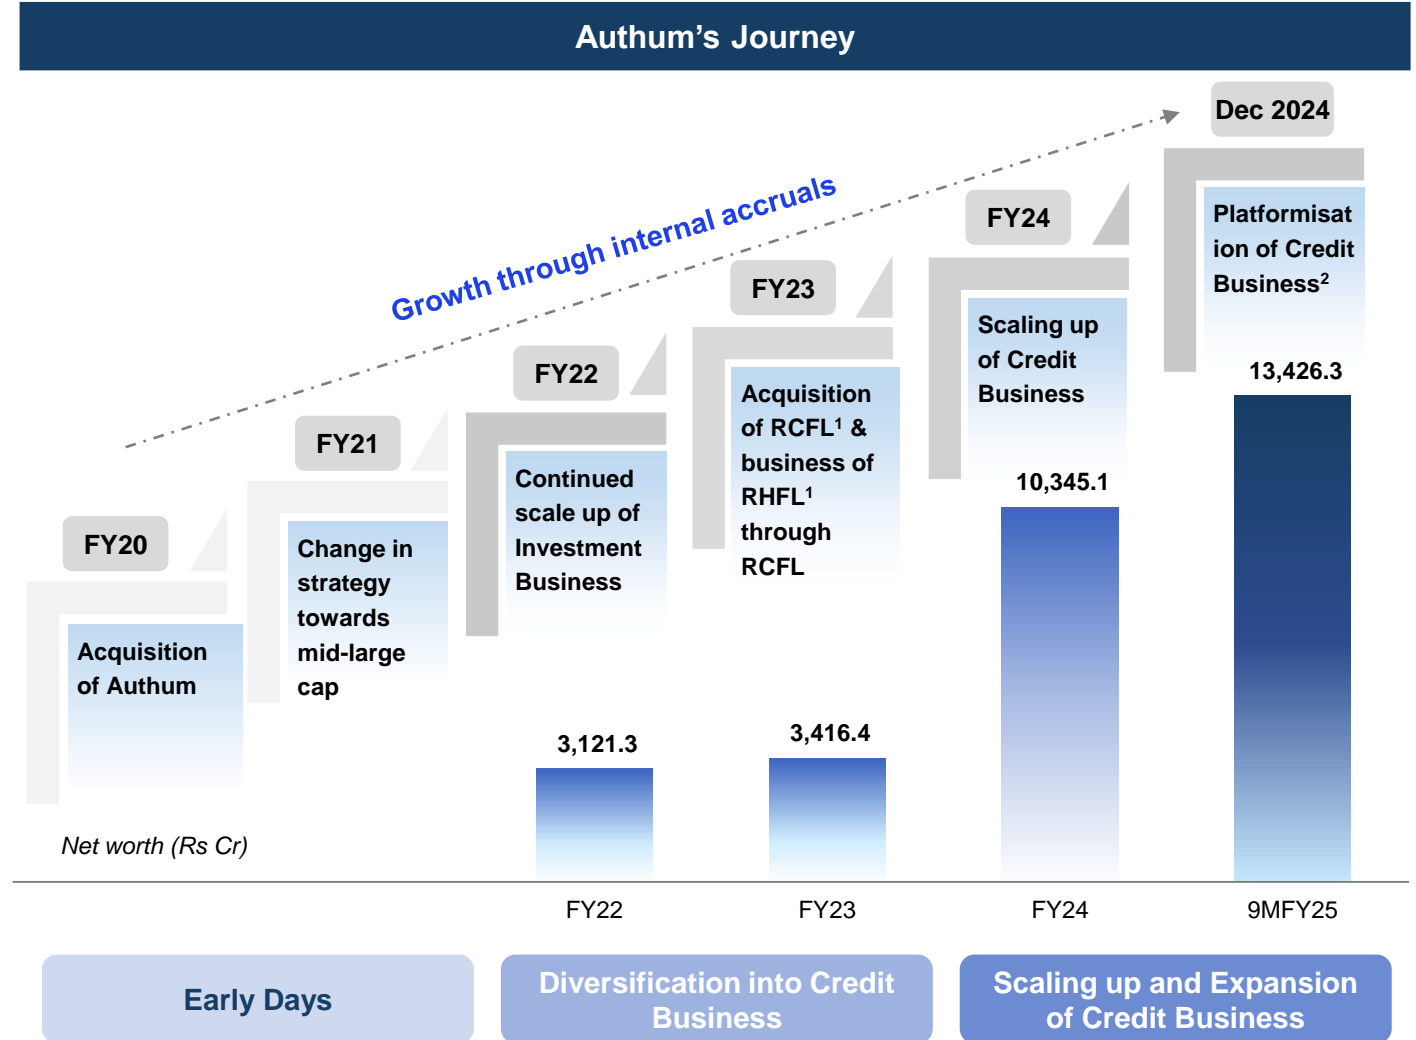 Authum's Journey
Growth through internal accruals
FY20
Acquisition
of Authum
FY21
Change in
strategy
towards
mid-large
cap
FY22
Continued
scale up of
Investment
Business
FY23
Acquisition
of RCFL¹ &
business of
RHFL¹
through
RCFL
FY24
Scaling up
of Credit
Business
Dec 2024
Platformisat
ion of Credit
Business²
Net worth (Rs Cr)
3,121.3
3,416.4
10,345.1
13,426.3
FY22
FY23
FY24
9MFY25
Early Days
Diversification into Credit
Business
Scaling up and Expansion
of Credit Business